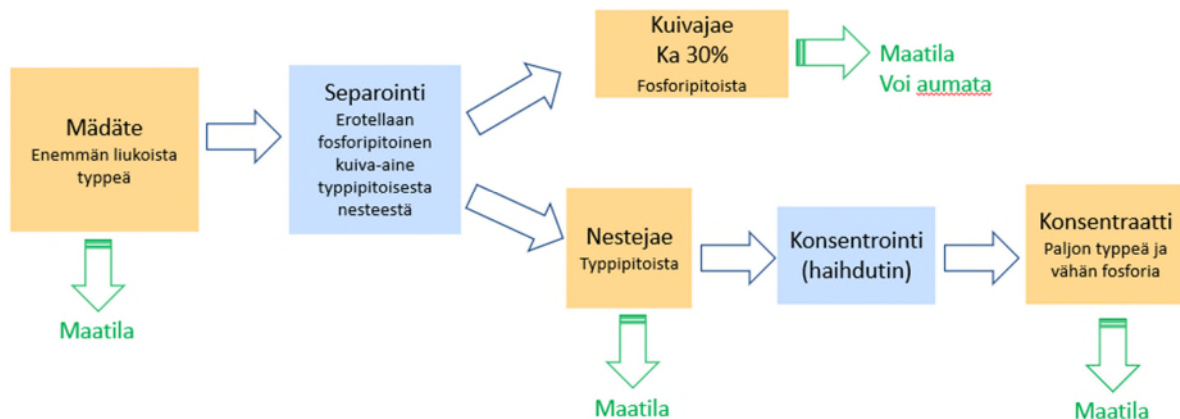 Mädäte
Enemmän liukoista
typpeä
Maatila
Separointi
Erotellaan
fosforipitoinen
kuiva-aine
typpipitoisesta
nesteestä
Kuivajae
Ka 30%
Fosforipitoista
Maatila
Voi aumata
Nestejae
Typpipitoista
Maatila
Konsentrointi
(haihdutin)
Konsentraatti
Paljon typpeä ja
vähän fosforia
Maatila